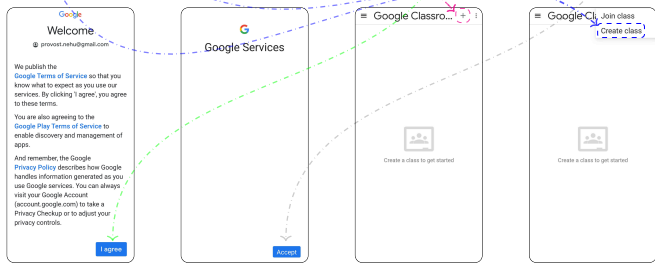 Google
Welcome
provost.nehu@gmail.com
We publish the
Google Terms of Service so that you
know what to expect as you use our
services. By clicking 'I agree', you agree
to these terms.
You are also agreeing to the
Google Play Terms of Service to
enable discovery and management of
apps.
And remember, the Google
Privacy Policy describes how Google
handles information generated as you
use Google services. You can always
visit your Google Account
(account.google.com) to take a
Privacy Checkup or to adjust your
privacy controls.
I agree
G
Google Services
Accept
Google Classro...
Create a class to get started
Google Cl
Join class
Create class
Create a class to get started